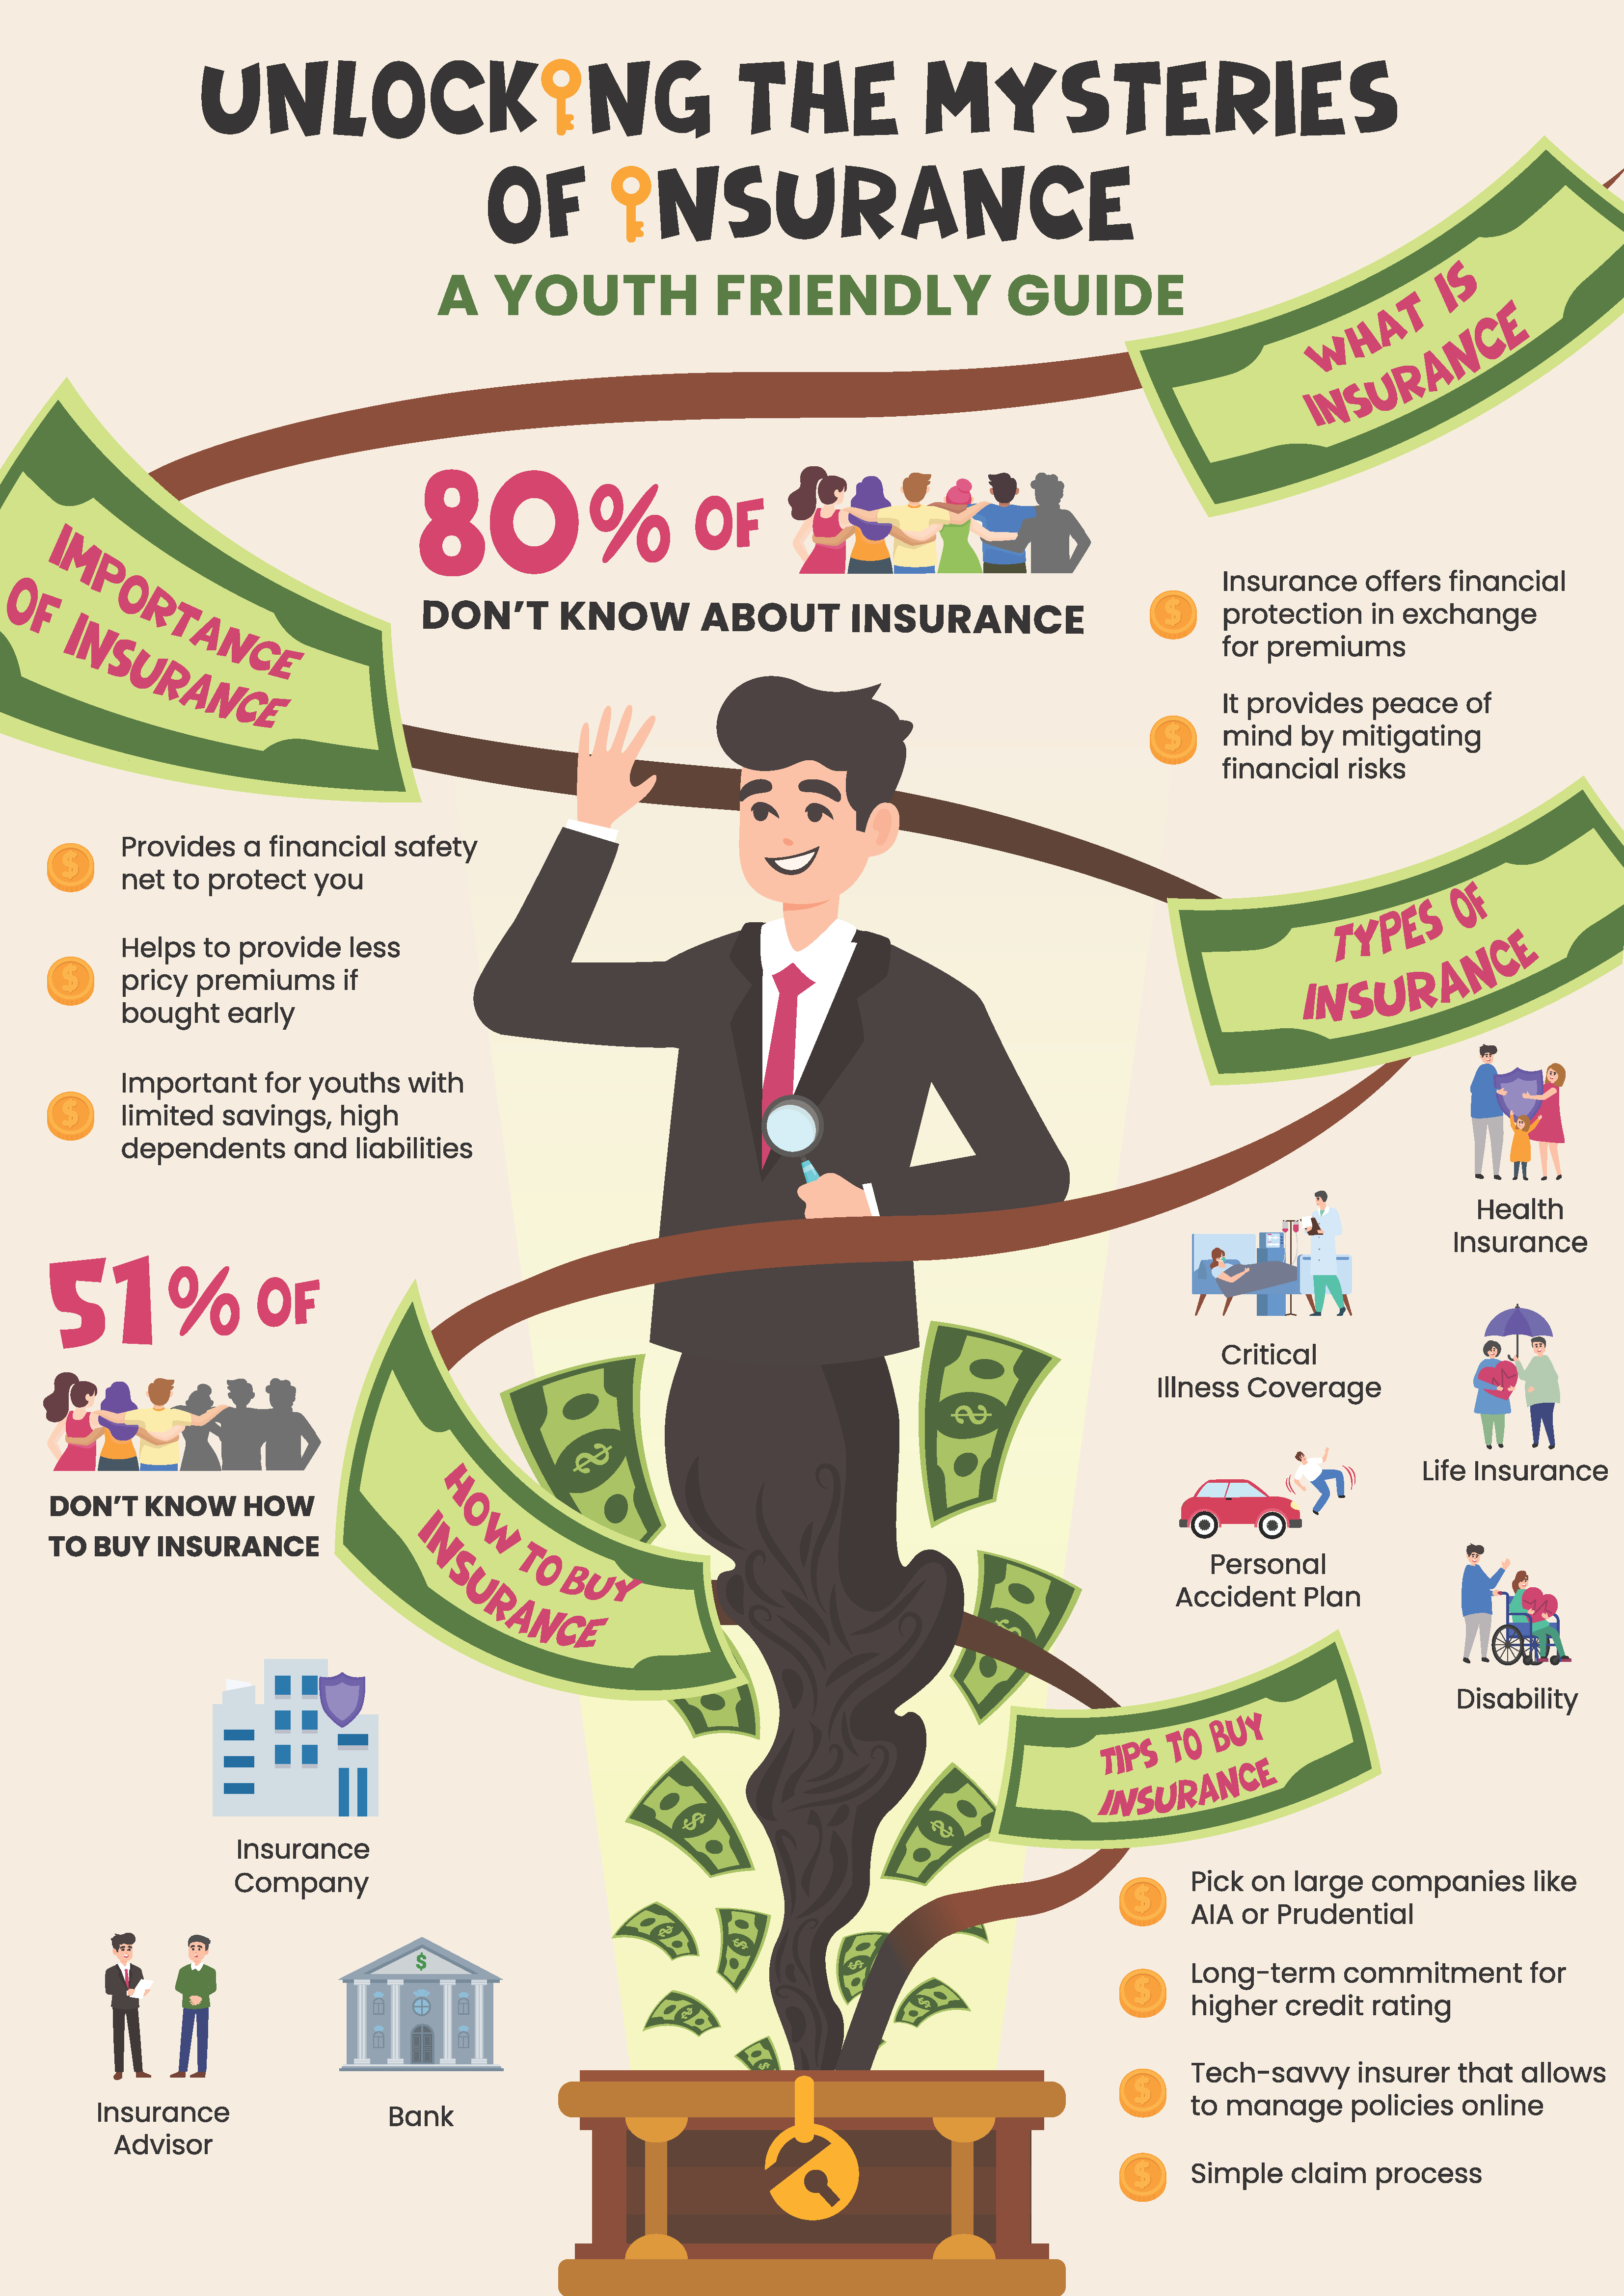 UNLOCKING THE MYSTERIES
OF INSURANCE
A YOUTH FRIENDLY GUIDE
WHAT IS
INSURANCE
Insurance offers financial
protection in exchange
for premiums
It provides peace of
mind by mitigating
financial risks
80% OF
DON'T KNOW ABOUT INSURANCE
IMPORTANCE
OF INSURANCE
Provides a financial safety
net to protect you
Helps to provide less
pricy premiums if
bought early
Important for youths with
limited savings, high
dependents and liabilities
TYPES OF
INSURANCE
Health
Insurance
Critical
Illness Coverage
Life Insurance
Personal
Accident Plan
Disability
51% OF
DON'T KNOW HOW
TO BUY INSURANCE
HOW TO BUY
INSURANCE
Insurance
Company
Insurance
Advisor
Bank
TIPS TO BUY
INSURANCE
Pick on large companies like
AIA or Prudential
Long-term commitment for
higher credit rating
Tech-savvy insurer that allows
to manage policies online
Simple claim process